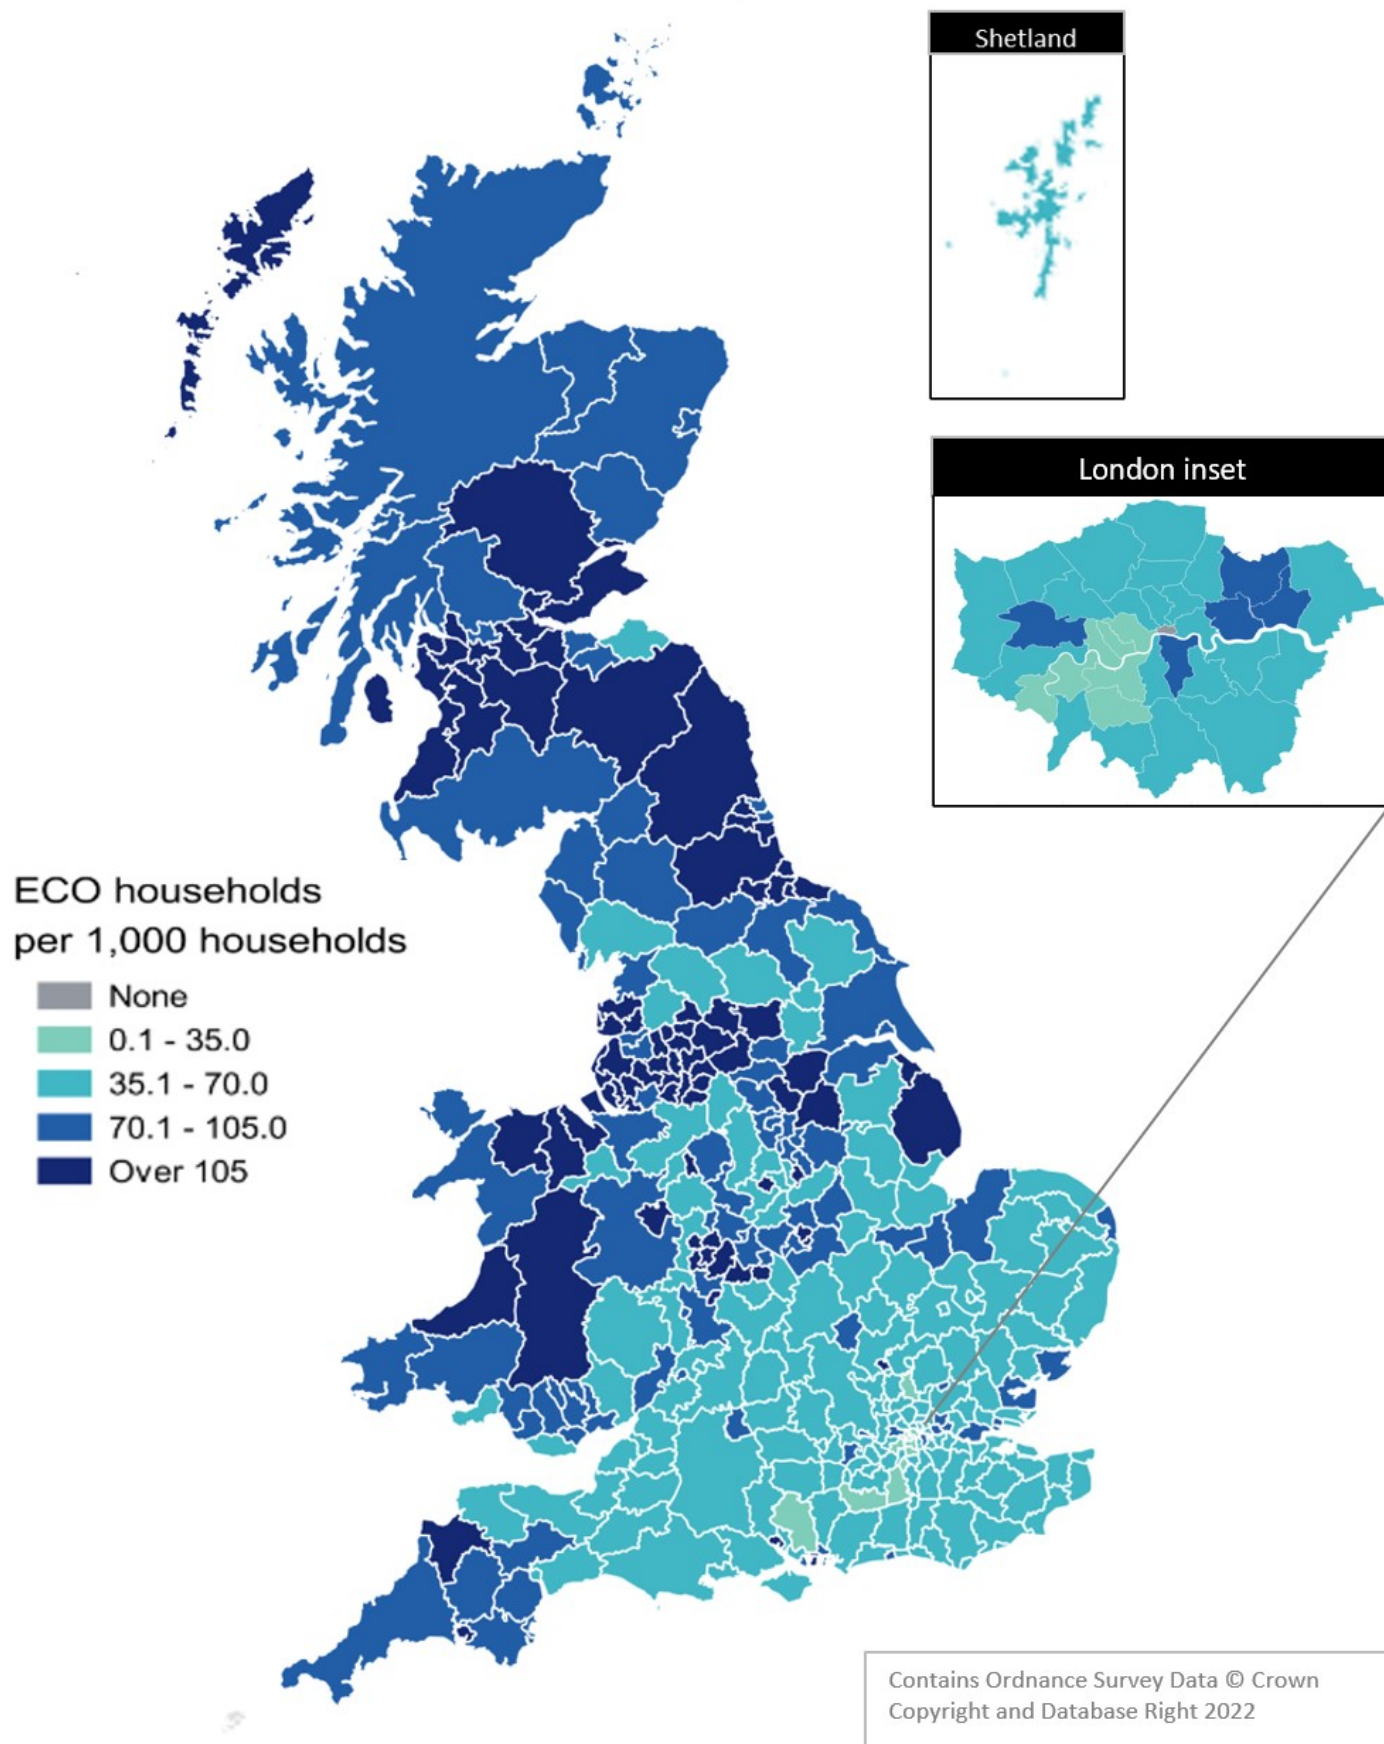 Shetland
London inset
ECO households
per 1,000 households
None
0.1 - 35.0
35.1 - 70.0
70.1 - 105.0
Over 105
Contains Ordnance Survey Data © Crown
Copyright and Database Right 2022